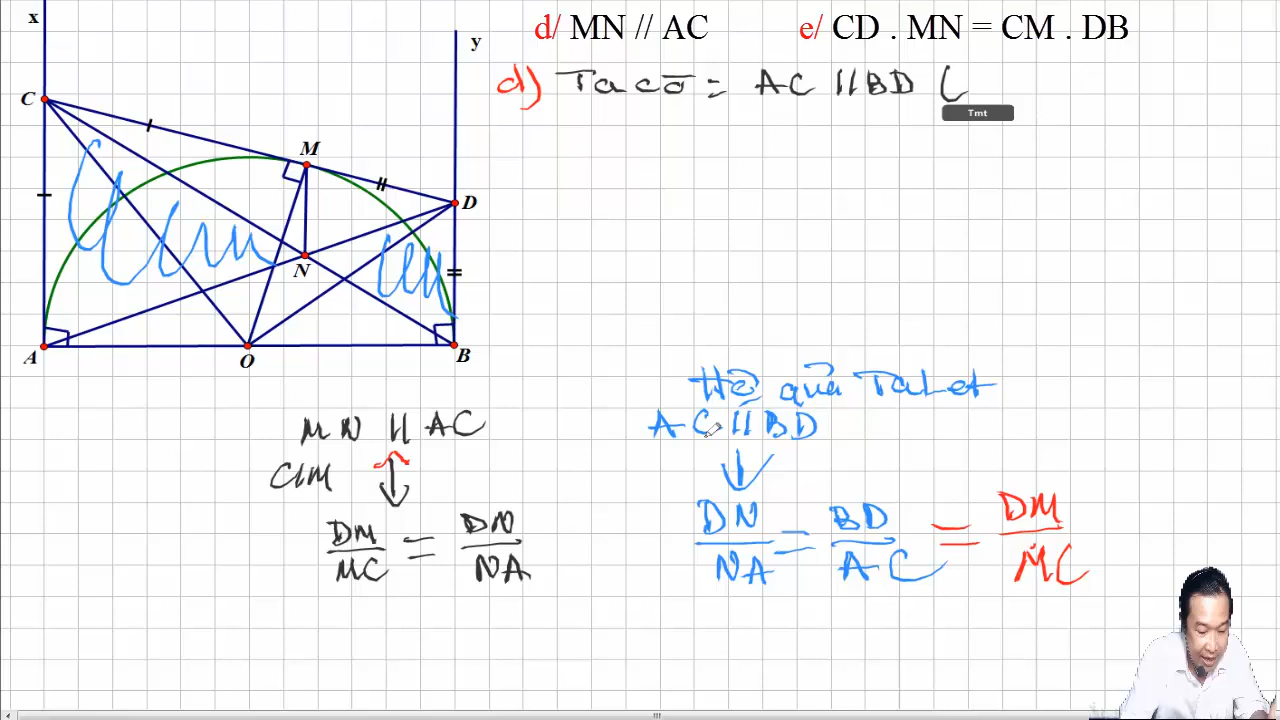 d/ MN // AC
e/ CD . MN = CM . DB
d) Ta có = AC // BD (
Tmt
x
y
C
M
D
N
A
O
B
Hệ quả TaLet
MN // AC
AC // BD
C/M
DM/MC = DN/NA
DN/NA = BD/AC = DM/MC